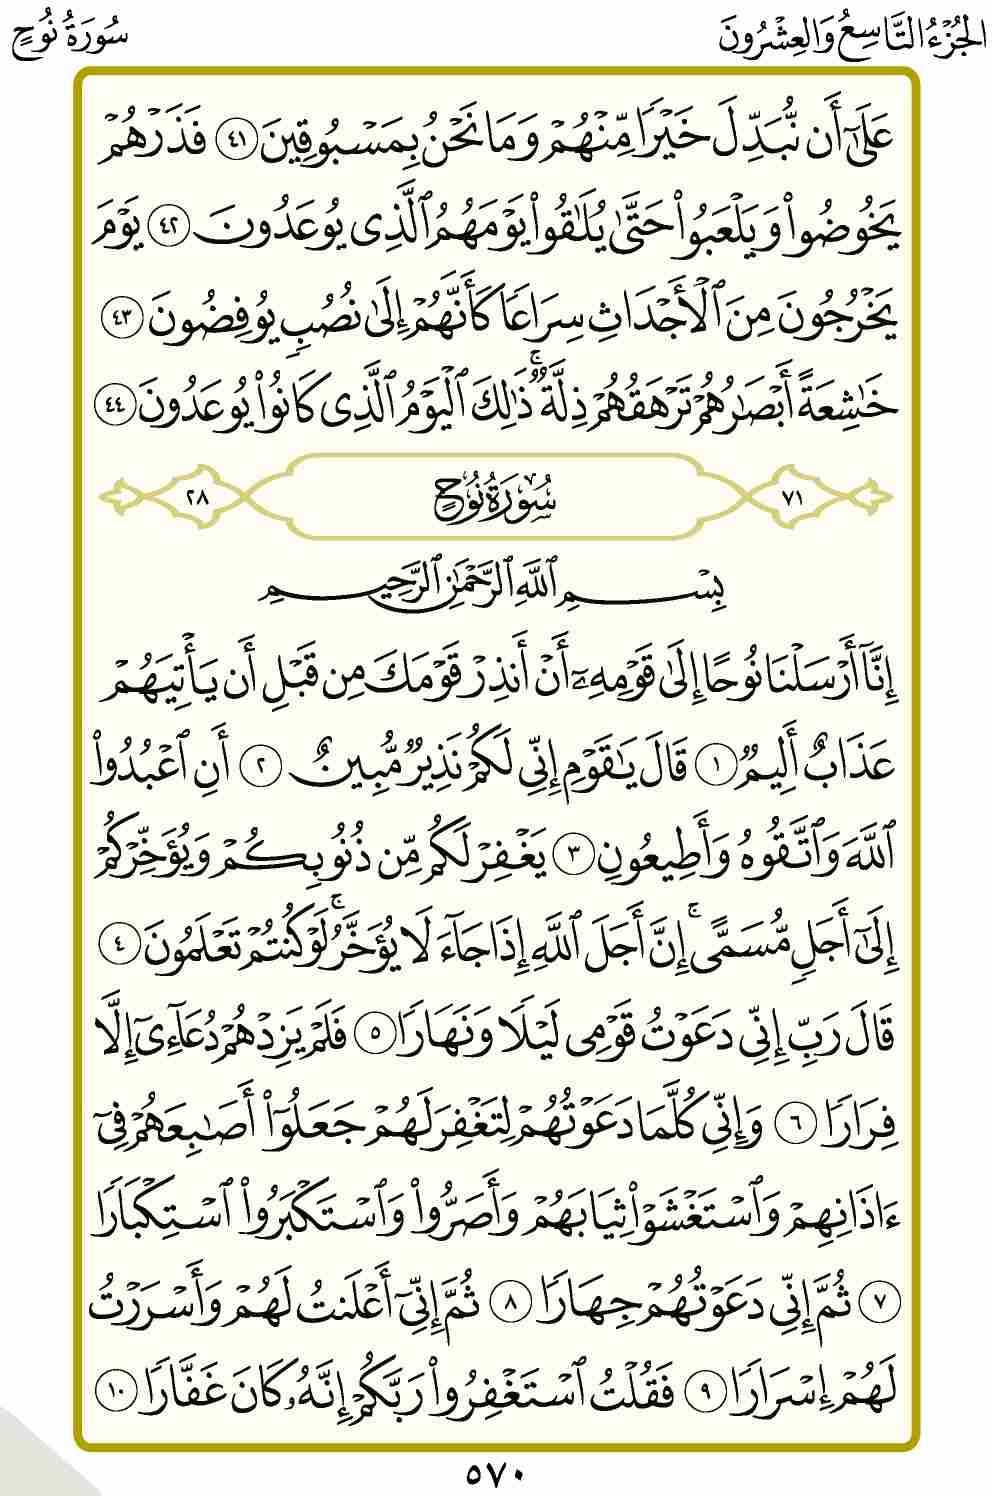 الجُزْءُ التَّاسِعُ وَالعِشْرُونَ
سُورَةُ نُوحٍ
عَلَىٰٓ أَن نُّبَدِّلَ خَيْرًا مِّنْهُمْ وَمَا نَحْنُ بِمَسْبُوقِينَ ٤١ فَذَرْهُمْ
يَخُوضُوا۟ وَيَلْعَبُوا۟ حَتَّىٰ يُلَـٰقُوا۟ يَوْمَهُمُ ٱلَّذِى يُوعَدُونَ ٤٢ يَوْمَ
يَخْرُجُونَ مِنَ ٱلْأَجْدَاثِ سِرَاعًا كَأَنَّهُمْ إِلَىٰ نُصُبٍ يُوفِضُونَ ٤٣
خَـٰشِعَةً أَبْصَـٰرُهُمْ تَرْهَقُهُمْ ذِلَّةٌ ۚ ذَٰلِكَ ٱلْيَوْمُ ٱلَّذِى كَانُوا۟ يُوعَدُونَ ٤٤
٧١ سُورَةُ نُوحٍ ٢٨
بِسْمِ ٱللَّهِ ٱلرَّحْمَـٰنِ ٱلرَّحِيمِ
إِنَّآ أَرْسَلْنَا نُوحًا إِلَىٰ قَوْمِهِۦٓ أَنْ أَنذِرْ قَوْمَكَ مِن قَبْلِ أَن يَأْتِيَهُمْ
عَذَابٌ أَلِيمٌ ١ قَالَ يَـٰقَوْمِ إِنِّى لَكُمْ نَذِيرٌ مُّبِينٌ ٢ أَنِ ٱعْبُدُوا۟
ٱللَّهَ وَٱتَّقُوهُ وَأَطِيعُونِ ٣ يَغْفِرْ لَكُم مِّن ذُنُوبِكُمْ وَيُؤَخِّرْكُمْ
إِلَىٰٓ أَجَلٍ مُّسَمًّى ۚ إِنَّ أَجَلَ ٱللَّهِ إِذَا جَآءَ لَا يُؤَخَّرُ ۖ لَوْ كُنتُمْ تَعْلَمُونَ ٤
قَالَ رَبِّ إِنِّى دَعَوْتُ قَوْمِى لَيْلًا وَنَهَارًا ٥ فَلَمْ يَزِدْهُمْ دُعَآءِىٓ إِلَّا
فِرَارًا ٦ وَإِنِّى كُلَّمَا دَعَوْتُهُمْ لِتَغْفِرَ لَهُمْ جَعَلُوٓا۟ أَصَـٰبِعَهُمْ فِىٓ
ءَاذَانِهِمْ وَٱسْتَغْشَوْا۟ ثِيَابَهُمْ وَأَصَرُّوا۟ وَٱسْتَكْبَرُوا۟ ٱسْتِكْبَارًا
٧ ثُمَّ إِنِّى دَعَوْتُهُمْ جِهَارًا ٨ ثُمَّ إِنِّىٓ أَعْلَنتُ لَهُمْ وَأَسْرَرْتُ
لَهُمْ إِسْرَارًا ٩ فَقُلْتُ ٱسْتَغْفِرُوا۟ رَبَّكُمْ إِنَّهُۥ كَانَ غَفَّارًا ١٠
٥٧٠